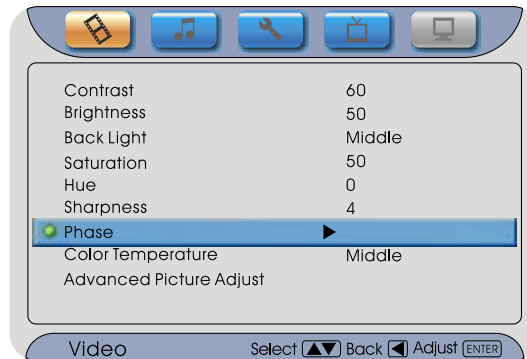 Contrast 60
Brightness 50
Back Light Middle
Saturation 50
Hue 0
Sharpness 4
Phase
Color Temperature Middle
Advanced Picture Adjust
Video Select Back Adjust ENTER